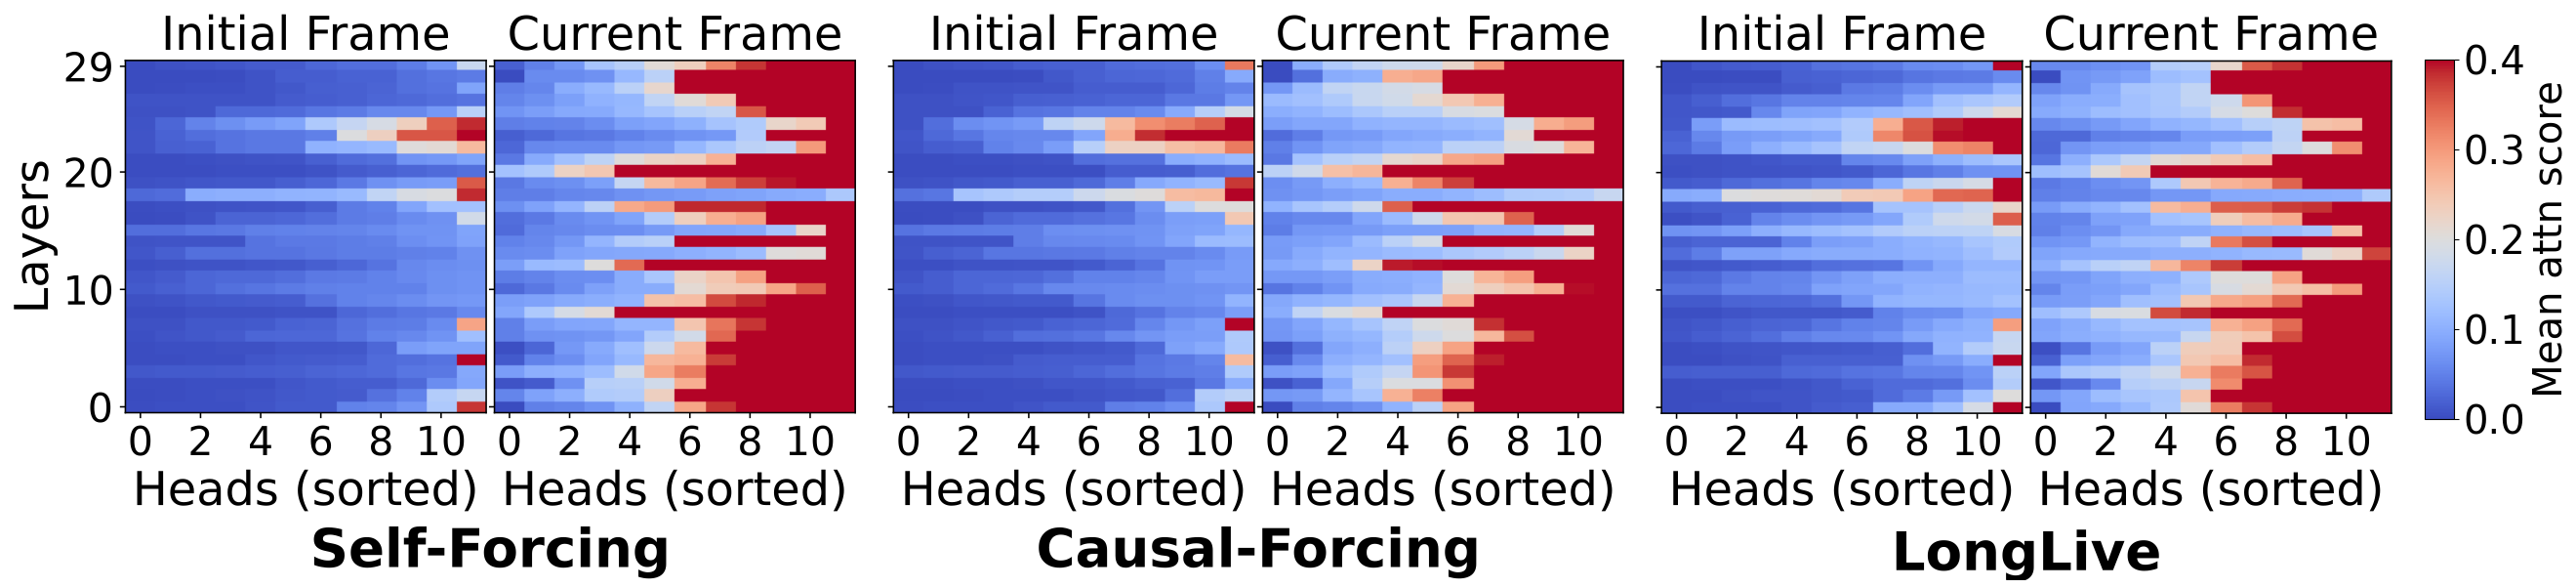 Initial Frame Current Frame Initial Frame Current Frame Initial Frame Current Frame
29
20
10
0
Layers
0 2 4 6 8 10 0 2 4 6 8 10 0 2 4 6 8 10 0 2 4 6 8 10 0 2 4 6 8 10 0 2 4 6 8 10
Heads (sorted) Heads (sorted) Heads (sorted) Heads (sorted) Heads (sorted) Heads (sorted)
Self-Forcing Causal-Forcing LongLive
0.4
0.3
0.2
0.1
0.0
Mean attn score